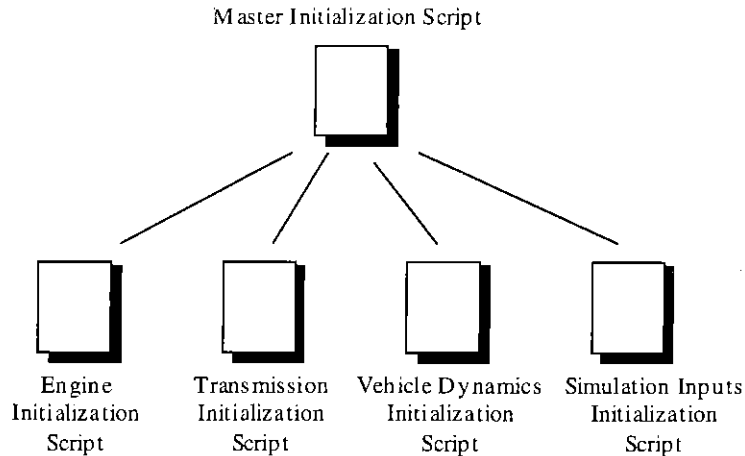 Master Initialization Script
Engine
Initialization
Script
Transmission
Initialization
Script
Vehicle Dynamics
Initialization
Script
Simulation Inputs
Initialization
Script